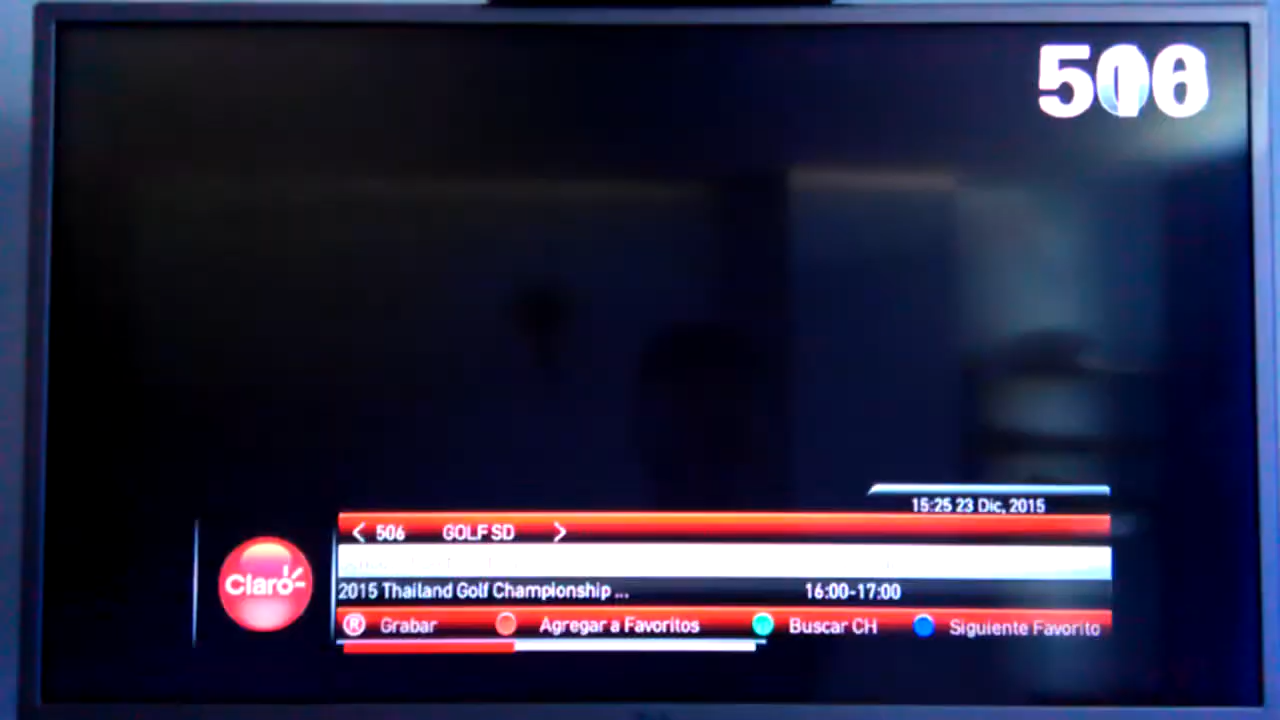 15:25 23 Dic, 2015
< 506 GOLF SD >
2015 Thailand Golf Championship ... 16:00-17:00
Claro
® Grabar Agregar a Favoritos Buscar CH Siguiente Favorito